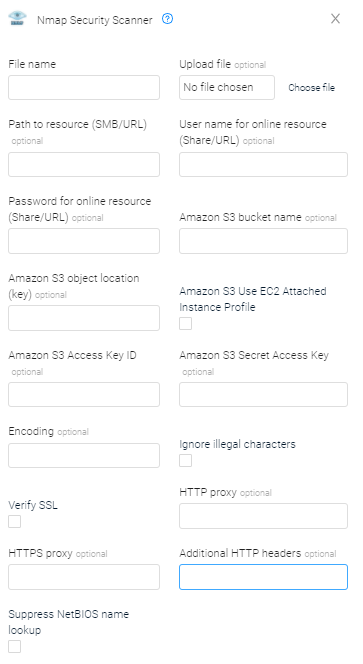 Nmap Security Scanner ? X
File name
Upload file optional
No file chosen Choose file
Path to resource (SMB/URL)
optional
User name for online resource
(Share/URL) optional
Password for online resource
(Share/URL) optional
Amazon S3 bucket name optional
Amazon S3 object location
(key) optional
Amazon S3 Use EC2 Attached
Instance Profile
Amazon S3 Access Key ID
optional
Amazon S3 Secret Access Key
optional
Encoding optional
Ignore illegal characters
Verify SSL
HTTP proxy optional
HTTPS proxy optional
Additional HTTP headers optional
Suppress NetBIOS name
lookup